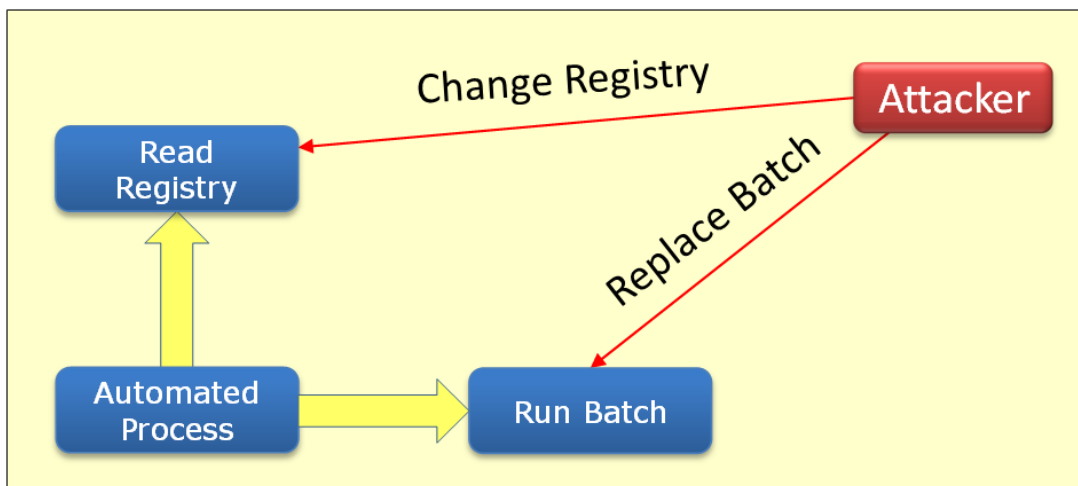 Change Registry
Attacker
Read
Registry
Replace Batch
Automated
Process
Run Batch